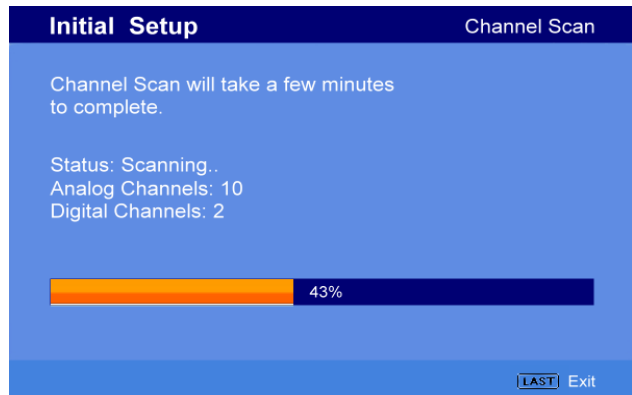 Initial Setup
Channel Scan
Channel Scan will take a few minutes
to complete.
Status: Scanning..
Analog Channels: 10
Digital Channels: 2
43%
LAST Exit